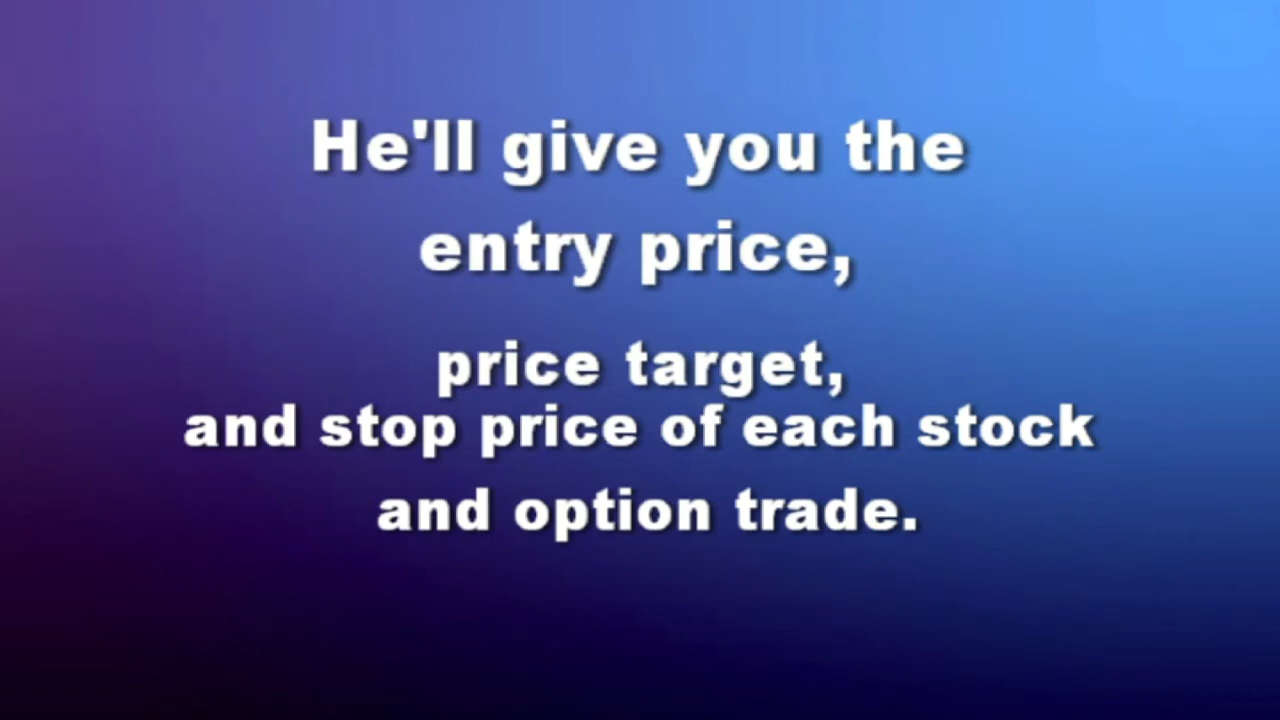 He'll give you the
entry price,
price target,
and stop price of each stock
and option trade.